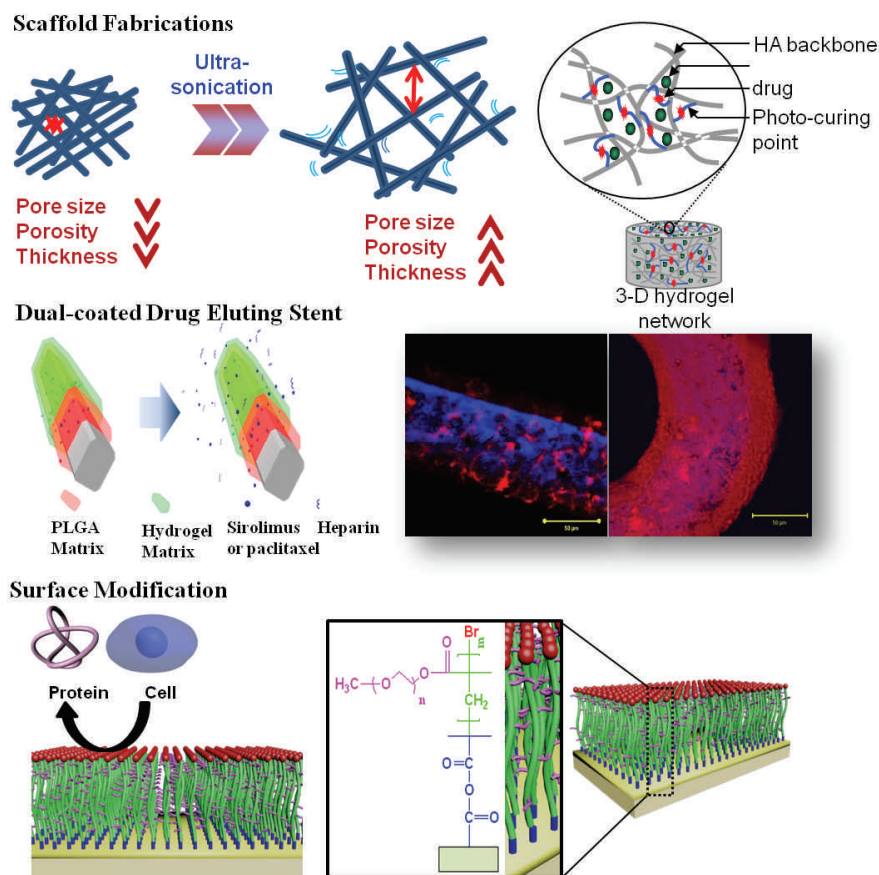 Scaffold Fabrications
Ultra-
sonication
Pore size
Porosity
Thickness
Pore size
Porosity
Thickness
HA backbone
drug
Photo-curing
point
3-D hydrogel
network
Dual-coated Drug Eluting Stent
PLGA
Matrix
Hydrogel
Matrix
Sirolimus
or paclitaxel
Heparin
50 µm
50 µm
Surface Modification
Protein
Cell
Br
m
O
H₃C
O
n
O
CH₂
O
C
O
C
O